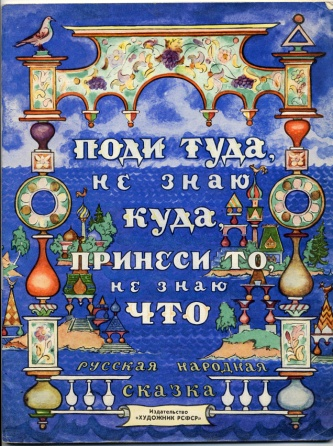 ПОДИ ТУДА,
НЕ ЗНАЮ
КУДА,
ПРИНЕСИ ТО,
НЕ ЗНАЮ
ЧТО
РУССКАЯ НАРОДНАЯ
СКАЗКА
Издательство
«ХУДОЖНИК РСФСР»